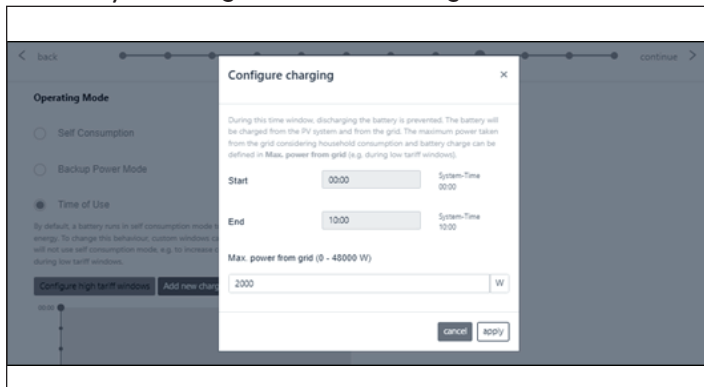 back
continue
Operating Mode
Self Consumption
Backup Power Mode
Time of Use
By default, a battery runs in self consumption mode
energy. To change this behaviour, custom windows
will not use self consumption mode, e.g. to increase
during low tariff windows.
Configure high tariff windows
Add new
00:00
Configure charging
×
During this time window, discharging the battery is prevented. The battery will
be charged from the PV system and from the grid. The maximum power taken
from the grid considering household consumption and battery charge can be
defined in Max. power from grid (e.g. during low tariff windows).
Start
00:00
System-Time
00:00
End
10:00
System-Time
10:00
Max. power from grid (0 - 48000 W)
2000
W
cancel
apply